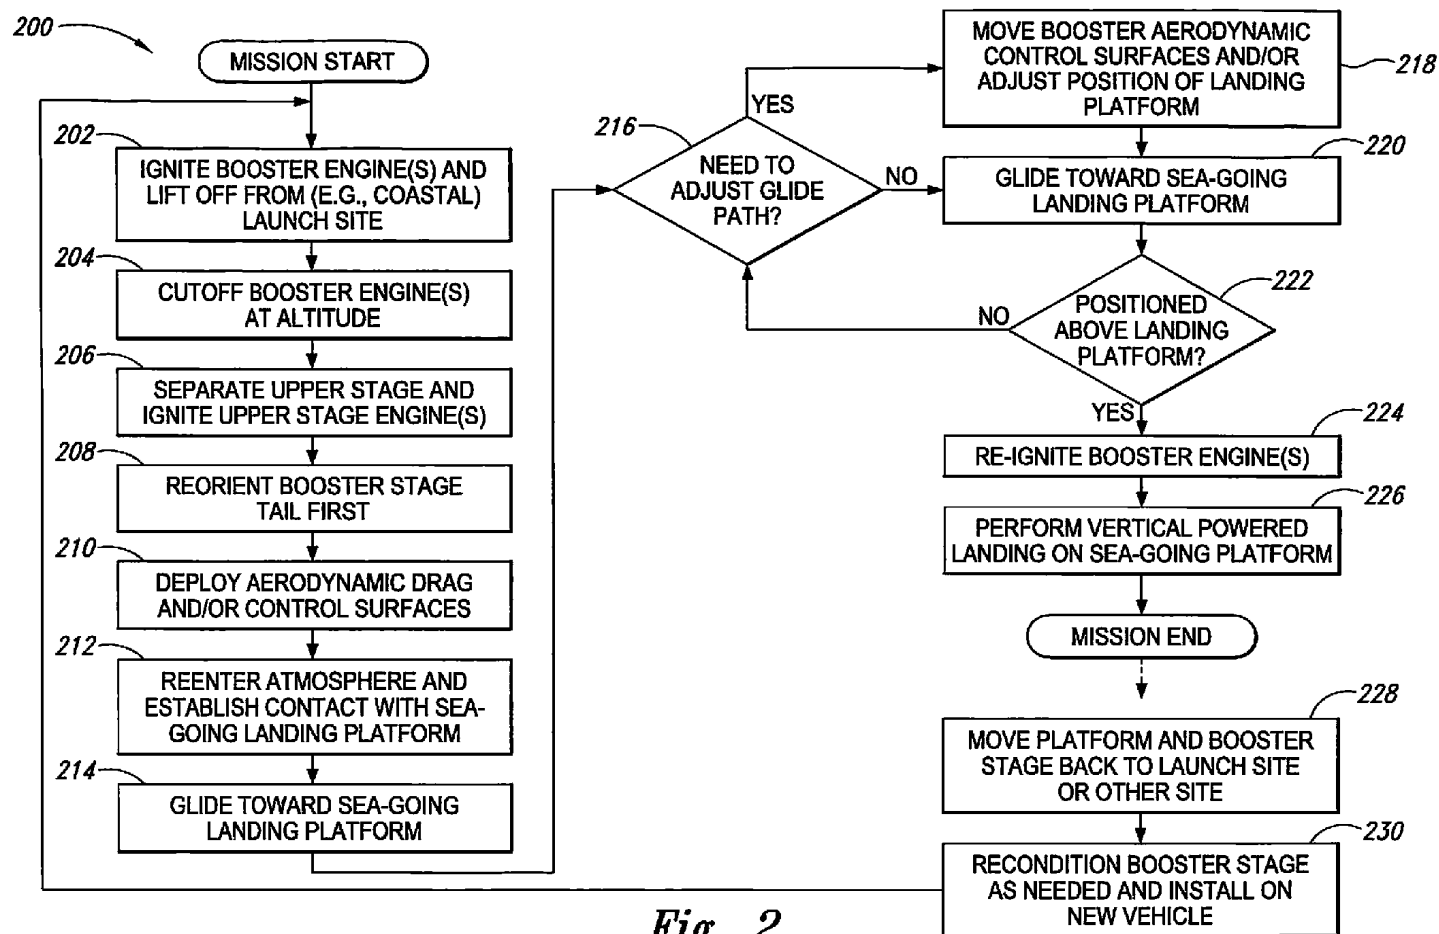 200
MISSION START
202
IGNITE BOOSTER ENGINE(S) AND
LIFT OFF FROM (E.G., COASTAL)
LAUNCH SITE
204
CUTOFF BOOSTER ENGINE(S)
AT ALTITUDE
206
SEPARATE UPPER STAGE AND
IGNITE UPPER STAGE ENGINE(S)
208
REORIENT BOOSTER STAGE
TAIL FIRST
210
DEPLOY AERODYNAMIC DRAG
AND/OR CONTROL SURFACES
212
REENTER ATMOSPHERE AND
ESTABLISH CONTACT WITH SEA-
GOING LANDING PLATFORM
214
GLIDE TOWARD SEA-GOING
LANDING PLATFORM
216
NEED TO
ADJUST GLIDE
PATH?
YES
NO
MOVE BOOSTER AERODYNAMIC
CONTROL SURFACES AND/OR
ADJUST POSITION OF LANDING
PLATFORM
218
220
GLIDE TOWARD SEA-GOING
LANDING PLATFORM
222
POSITIONED
ABOVE LANDING
PLATFORM?
NO
YES
224
RE-IGNITE BOOSTER ENGINE(S)
226
PERFORM VERTICAL POWERED
LANDING ON SEA-GOING PLATFORM
MISSION END
228
MOVE PLATFORM AND BOOSTER
STAGE BACK TO LAUNCH SITE
OR OTHER SITE
230
RECONDITION BOOSTER STAGE
AS NEEDED AND INSTALL ON
NEW VEHICLE
Fig. 2